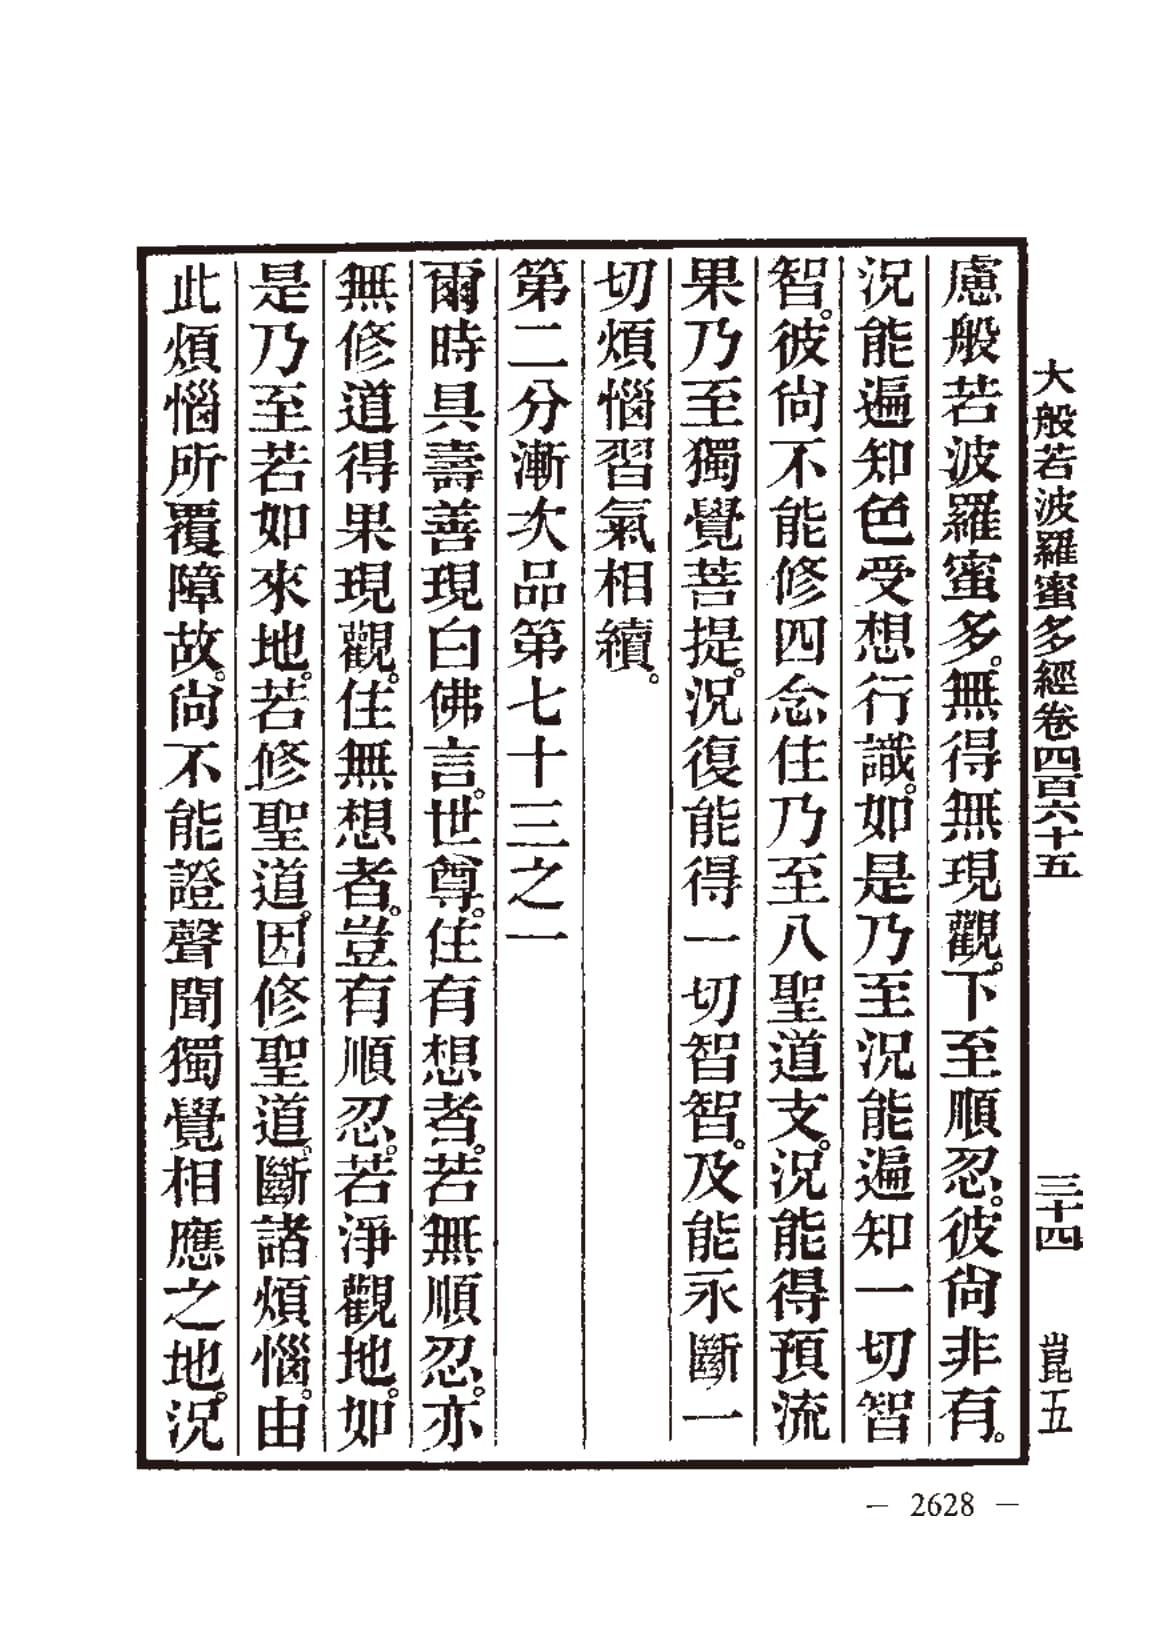 大般若波羅蜜多經卷四百六十五 三十四 崑五
慮般若波羅蜜多。無得無現觀。下至順忍。彼尙非有。
況能遍知色受想行識。如是乃至況能遍知一切智
智。彼尙不能修四念住乃至八聖道支。況能得預流
果乃至獨覺菩提。況復能得一切智智。及能永斷一
切煩惱習氣相續。
第二分漸次品第七十三之一
爾時具壽善現白佛言。世尊。住有想者。若無順忍。亦
無修道得果現觀。住無想者。豈有順忍。若淨觀地。如
是乃至若如來地。若修聖道。因修聖道。斷諸煩惱。由
此煩惱所覆障故。尙不能證聲聞獨覺相應之地。況
— 2628 —